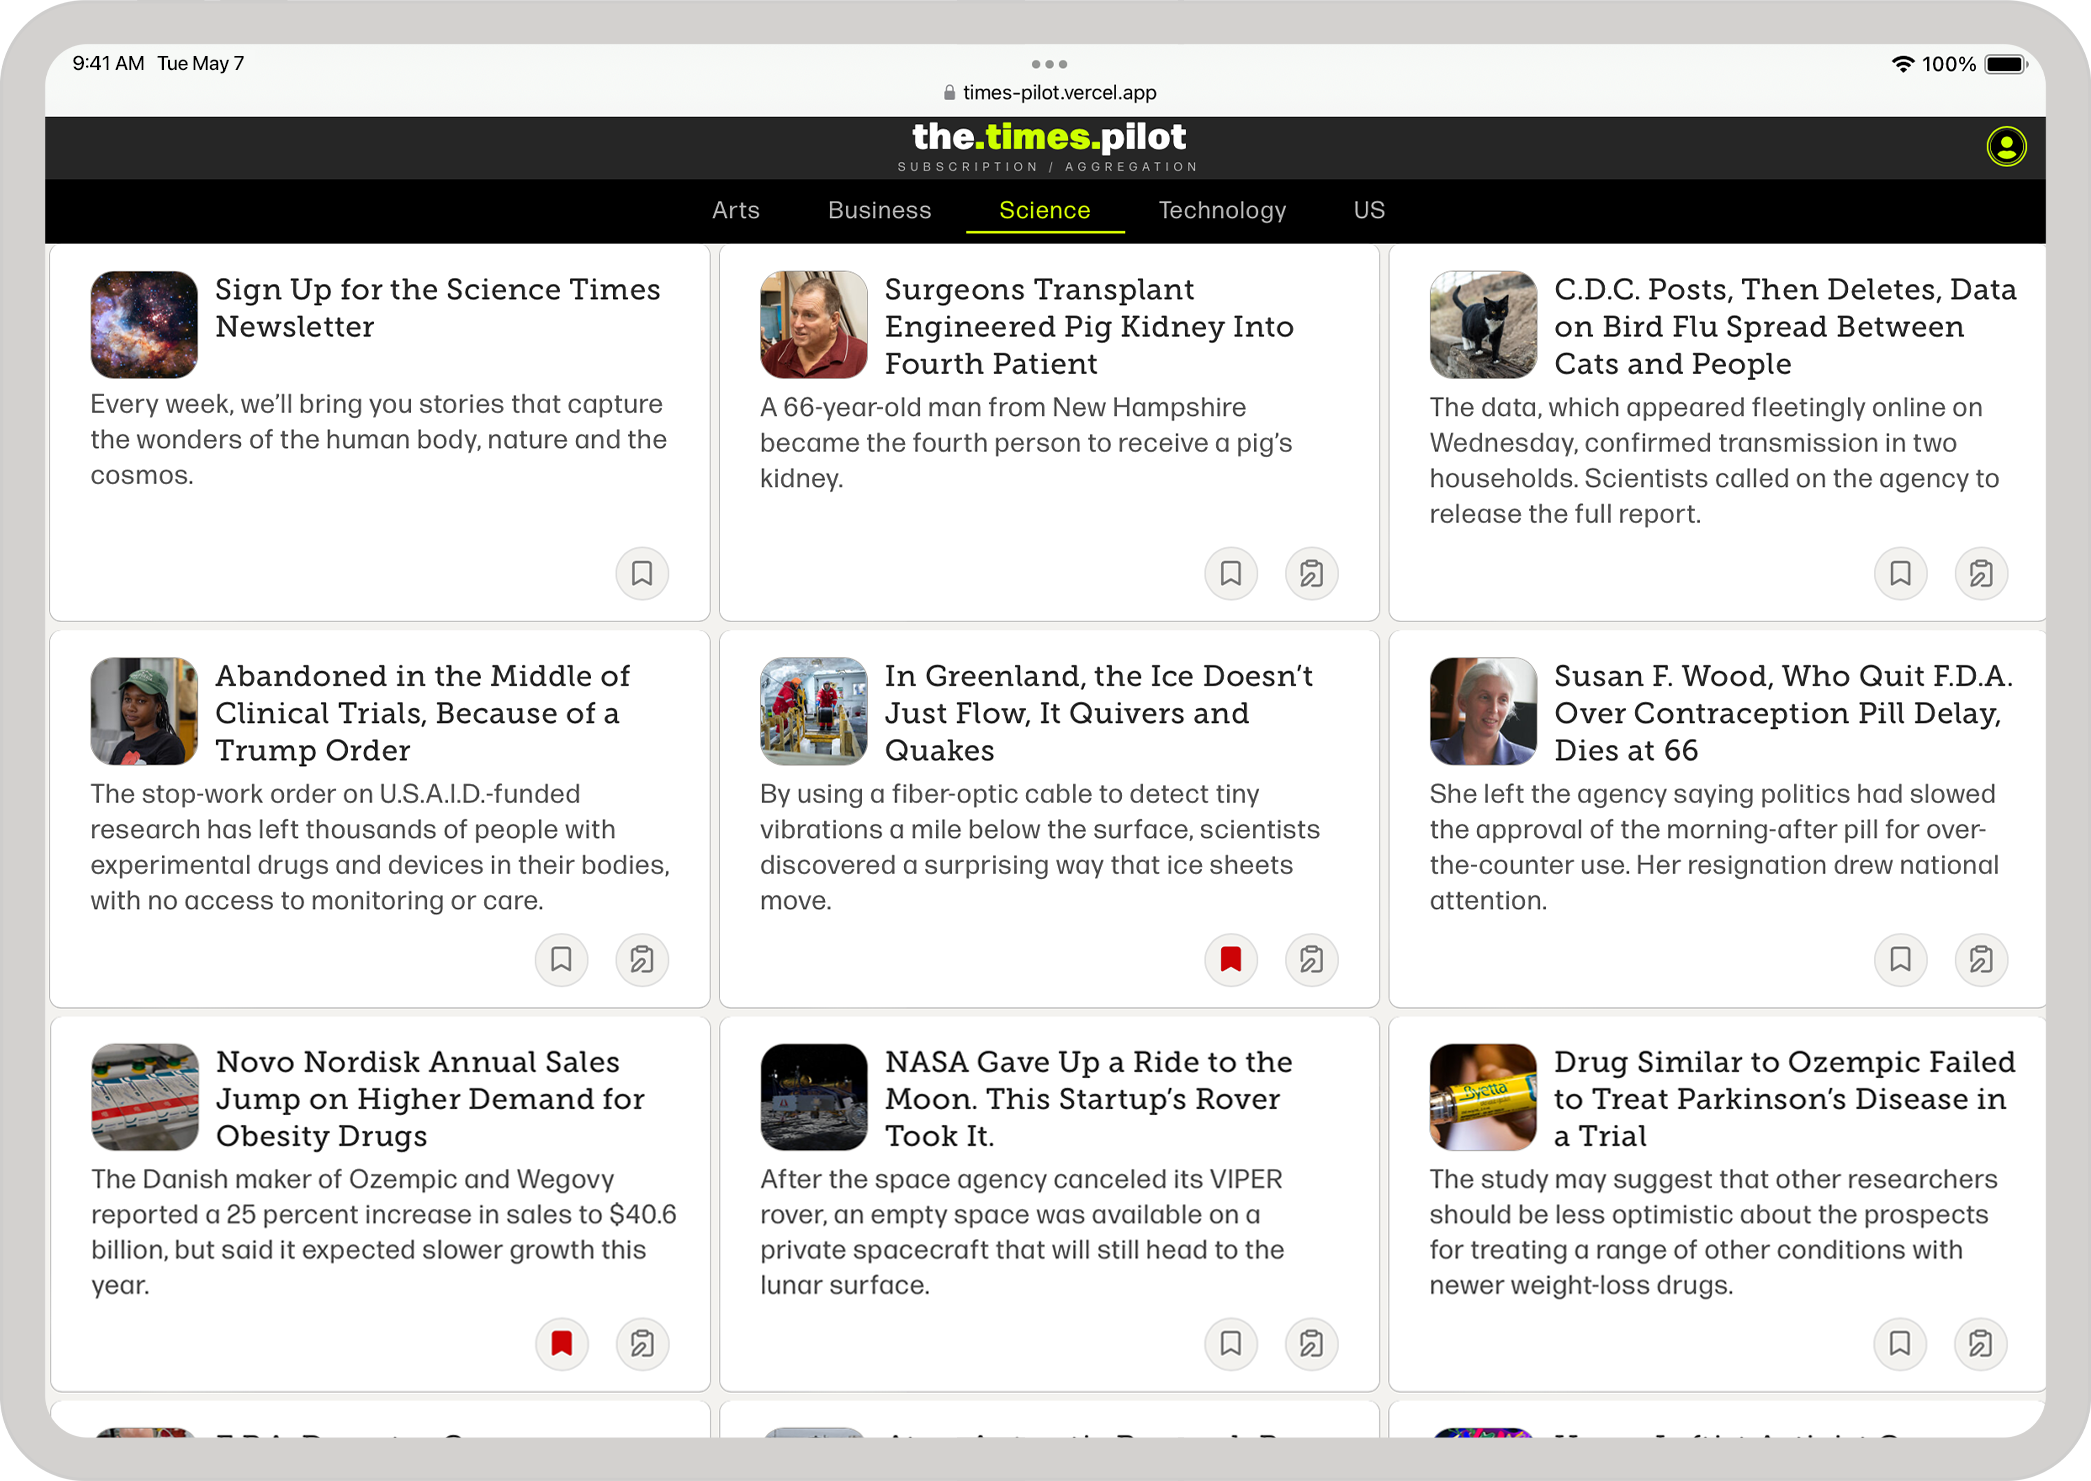 9:41 AM Tue May 7
100%
times-pilot.vercel.app
the.times.pilot
SUBSCRIPTION / AGGREGATION
Arts
Business
Science
Technology
US
Sign Up for the Science Times
Newsletter
Every week, we’ll bring you stories that capture
the wonders of the human body, nature and the
cosmos.
Surgeons Transplant
Engineered Pig Kidney Into
Fourth Patient
A 66-year-old man from New Hampshire
became the fourth person to receive a pig’s
kidney.
C.D.C. Posts, Then Deletes, Data
on Bird Flu Spread Between
Cats and People
The data, which appeared fleetingly online on
Wednesday, confirmed transmission in two
households. Scientists called on the agency to
release the full report.
Abandoned in the Middle of
Clinical Trials, Because of a
Trump Order
The stop-work order on U.S.A.I.D.-funded
research has left thousands of people with
experimental drugs and devices in their bodies,
with no access to monitoring or care.
In Greenland, the Ice Doesn’t
Just Flow, It Quivers and
Quakes
By using a fiber-optic cable to detect tiny
vibrations a mile below the surface, scientists
discovered a surprising way that ice sheets
move.
Susan F. Wood, Who Quit F.D.A.
Over Contraception Pill Delay,
Dies at 66
She left the agency saying politics had slowed
the approval of the morning-after pill for over-
the-counter use. Her resignation drew national
attention.
Novo Nordisk Annual Sales
Jump on Higher Demand for
Obesity Drugs
The Danish maker of Ozempic and Wegovy
reported a 25 percent increase in sales to $40.6
billion, but said it expected slower growth this
year.
NASA Gave Up a Ride to the
Moon. This Startup’s Rover
Took It.
After the space agency canceled its VIPER
rover, an empty space was available on a
private spacecraft that will still head to the
lunar surface.
Byetta
Drug Similar to Ozempic Failed
to Treat Parkinson’s Disease in
a Trial
The study may suggest that other researchers
should be less optimistic about the prospects
for treating a range of other conditions with
newer weight-loss drugs.